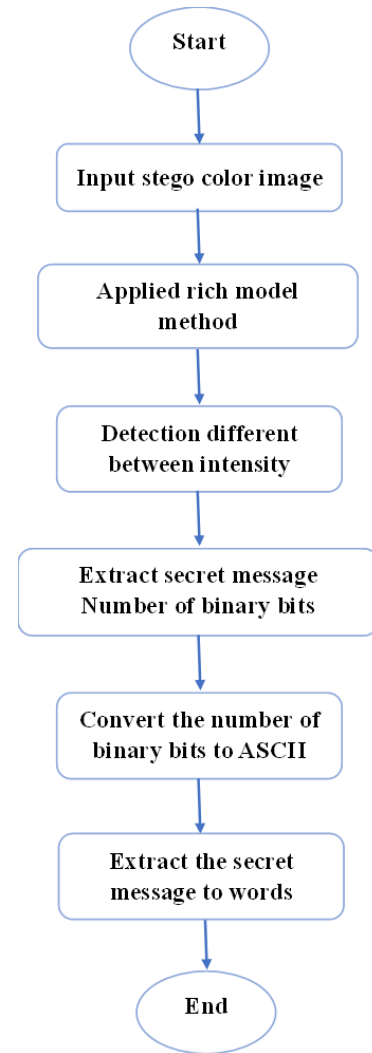 Start
Input stego color image
Applied rich model
method
Detection different
between intensity
Extract secret message
Number of binary bits
Convert the number of
binary bits to ASCII
Extract the secret
message to words
End